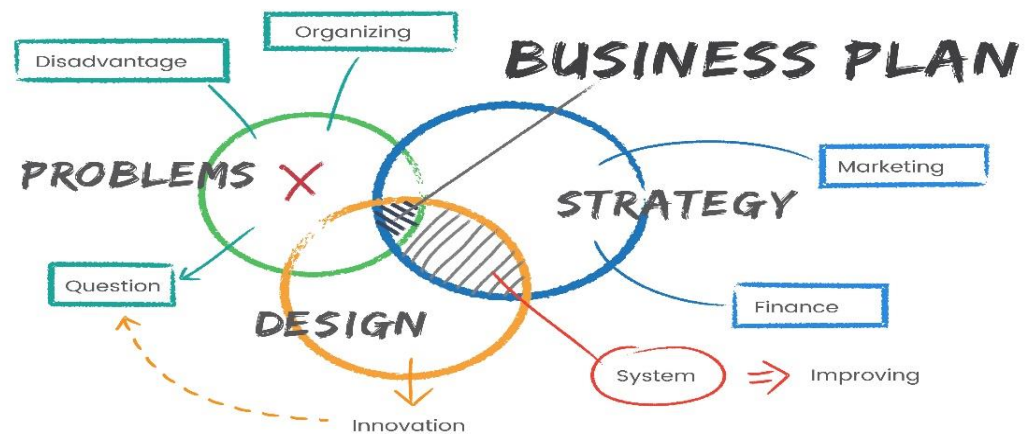 Organizing
Disadvantage
BUSINESS PLAN
Marketing
PROBLEMS
STRATEGY
Question
Finance
DESIGN
System
Improving
Innovation